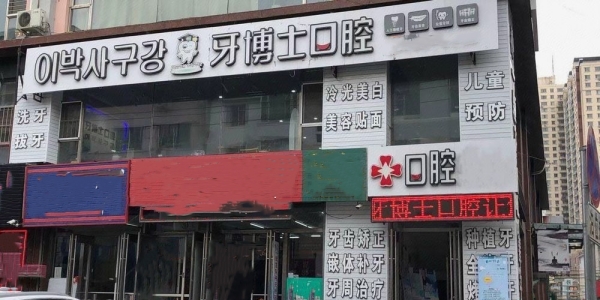 이박사구강 牙博士口腔
洗牙
拔牙
冷光美白
美容贴面
儿童
预防
口腔
牙博士口腔
牙齿矫正
嵌体补牙
牙周治疗
种植牙